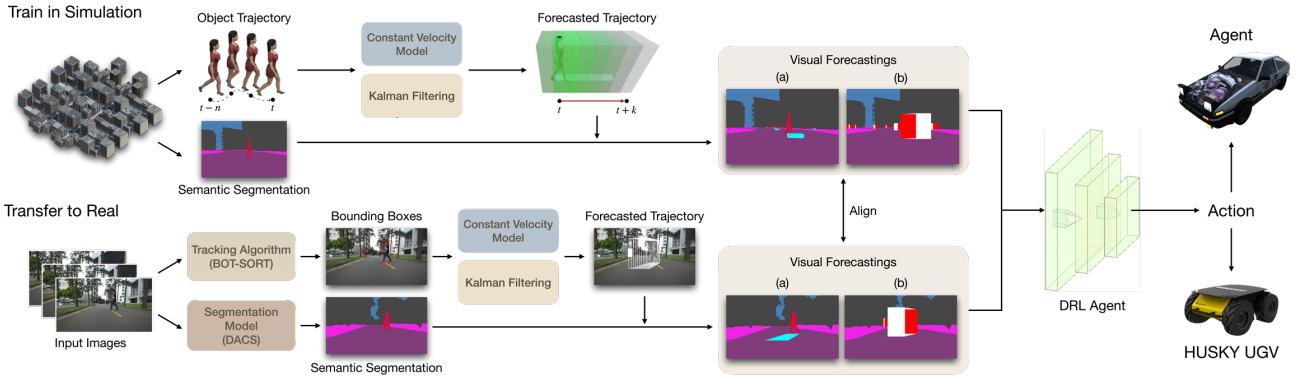 Train in Simulation
Object Trajectory
t − n
t
Constant Velocity
Model
Kalman Filtering
Forecasted Trajectory
t
t + k
Semantic Segmentation
Visual Forecastings
(a)
(b)
Agent
Transfer to Real
Input Images
Tracking Algorithm
(BOT-SORT)
Segmentation
Model
(DACS)
Bounding Boxes
Semantic Segmentation
Constant Velocity
Model
Kalman Filtering
Forecasted Trajectory
Align
Visual Forecastings
(a)
(b)
DRL Agent
Action
HUSKY UGV